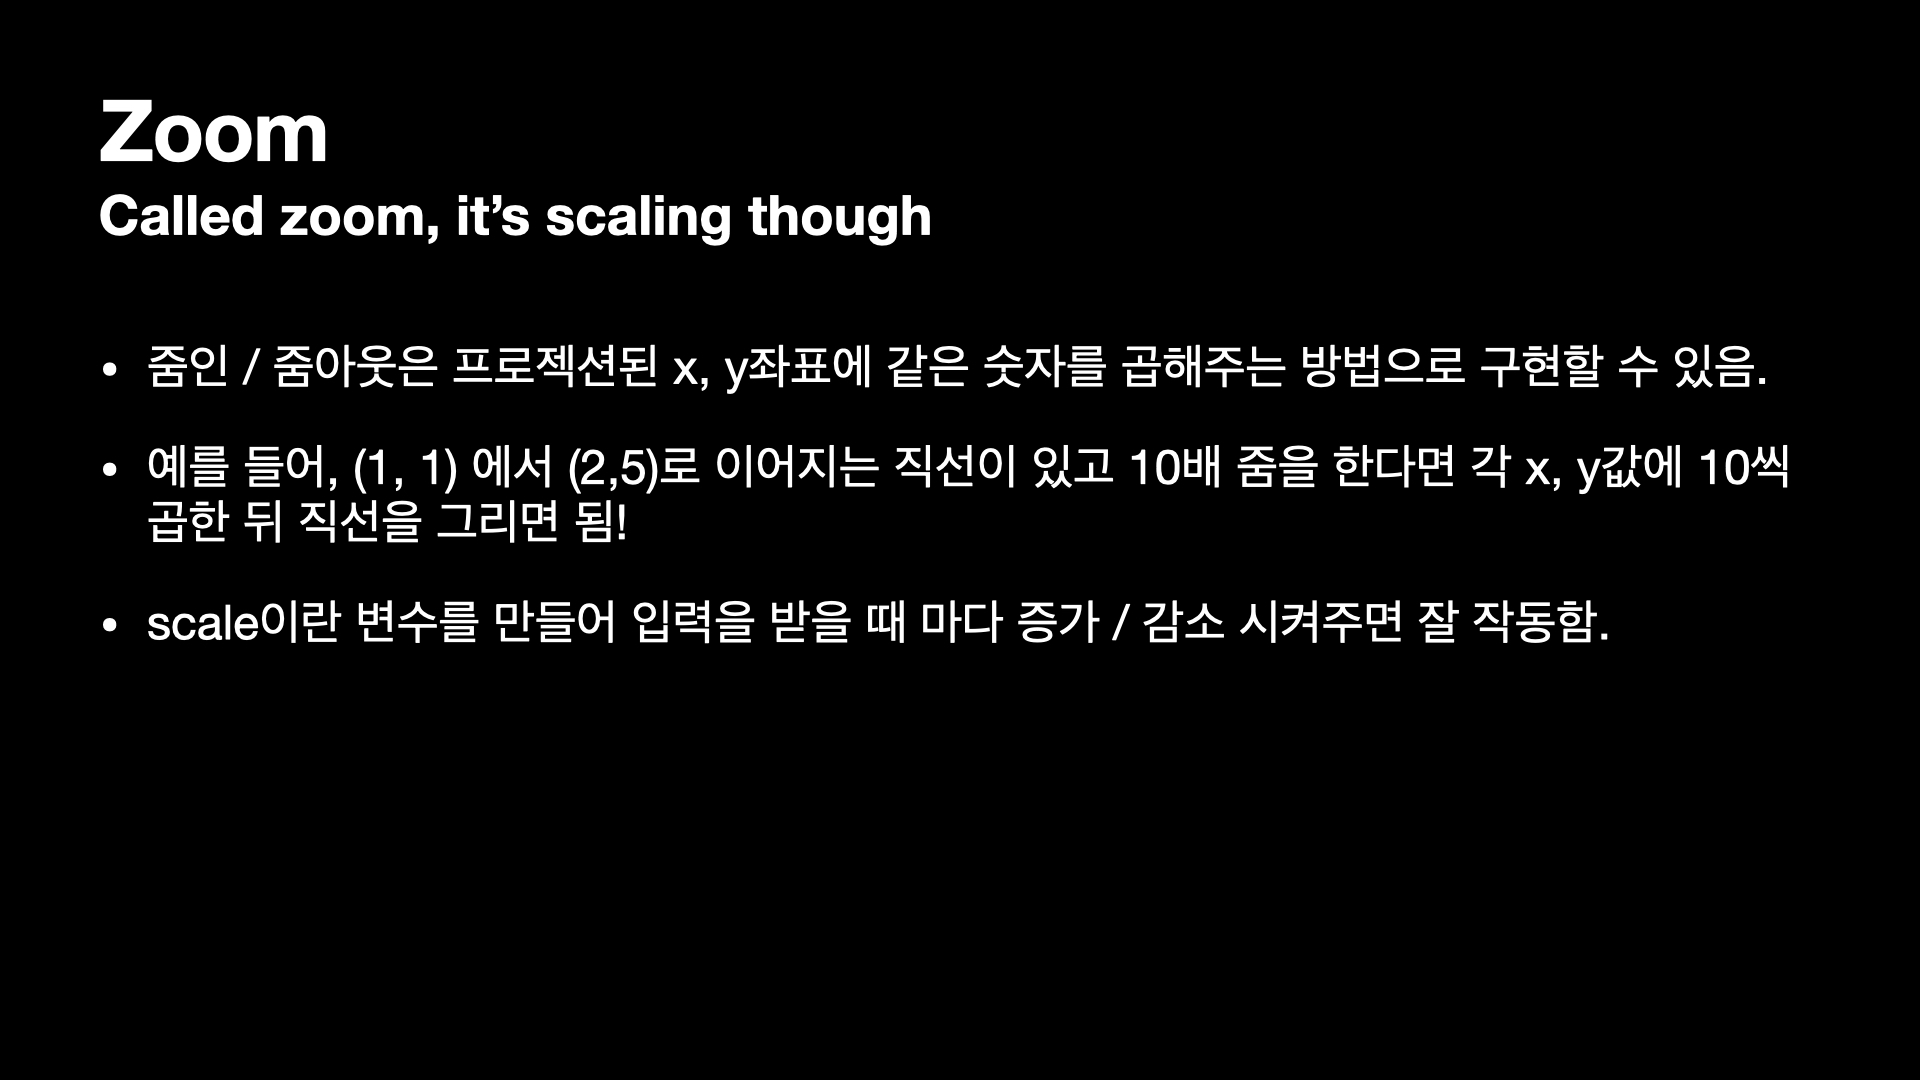 Zoom
Called zoom, it’s scaling though
• 줌인 / 줌아웃은 프로젝션된 x, y좌표에 같은 숫자를 곱해주는 방법으로 구현할 수 있음.
• 예를 들어, (1, 1) 에서 (2,5)로 이어지는 직선이 있고 10배 줌을 한다면 각 x, y값에 10씩
곱한 뒤 직선을 그리면 됨!
• scale이란 변수를 만들어 입력을 받을 때 마다 증가 / 감소 시켜주면 잘 작동함.